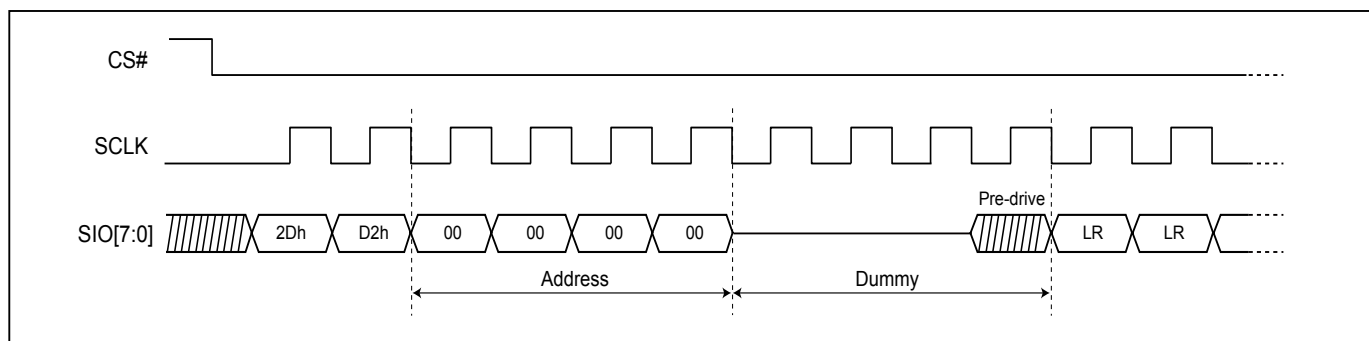 CS#
SCLK
Pre-drive
SIO[7:0] 2Dh D2h 00 00 00 00 LR LR
Address Dummy